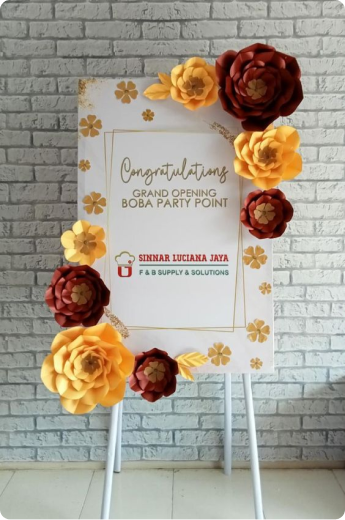 Congratulations
GRAND OPENING
BOBA PARTY POINT
SINNAR LUCIANA JAYA
F & B SUPPLY & SOLUTIONS